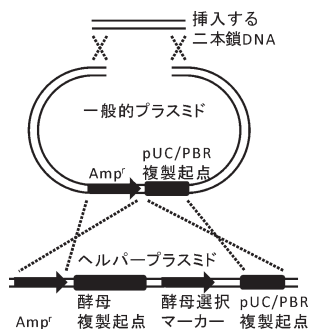 挿入する
二本鎖DNA
一般的プラスミド
pUC/PBR
Ampʳ 複製起点
ヘルパープラスミド
酵母 酵母選択 pUC/PBR
Ampʳ 複製起点 マーカー 複製起点